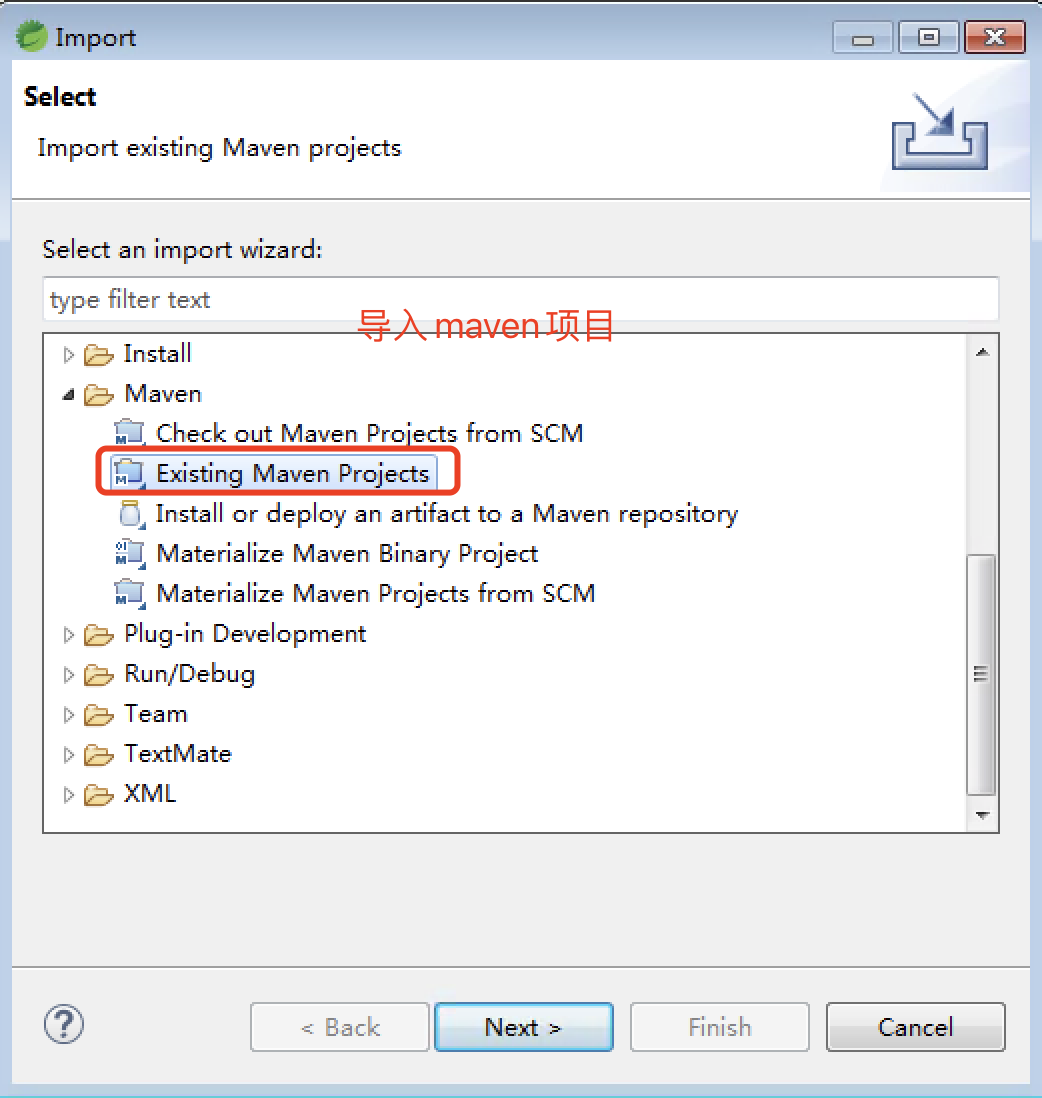 Import
Select
Import existing Maven projects
Select an import wizard:
type filter text
导入maven项目
Install
Maven
Check out Maven Projects from SCM
Existing Maven Projects
Install or deploy an artifact to a Maven repository
Materialize Maven Binary Project
Materialize Maven Projects from SCM
Plug-in Development
Run/Debug
Team
TextMate
XML
< Back Next > Finish Cancel